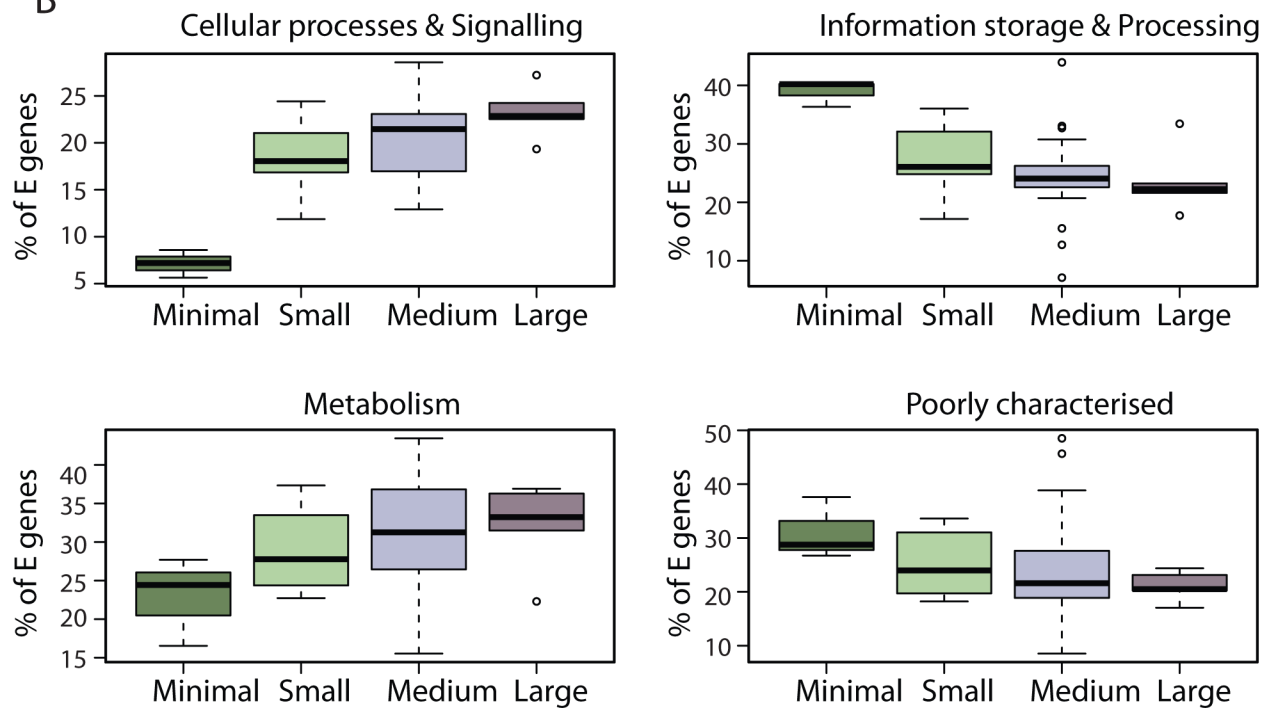 B
Cellular processes & Signalling
% of E genes
25
20
15
10
5
Minimal Small Medium Large
Information storage & Processing
% of E genes
40
30
20
10
Minimal Small Medium Large
Metabolism
% of E genes
40
35
30
25
20
15
Minimal Small Medium Large
Poorly characterised
% of E genes
50
40
30
20
10
Minimal Small Medium Large